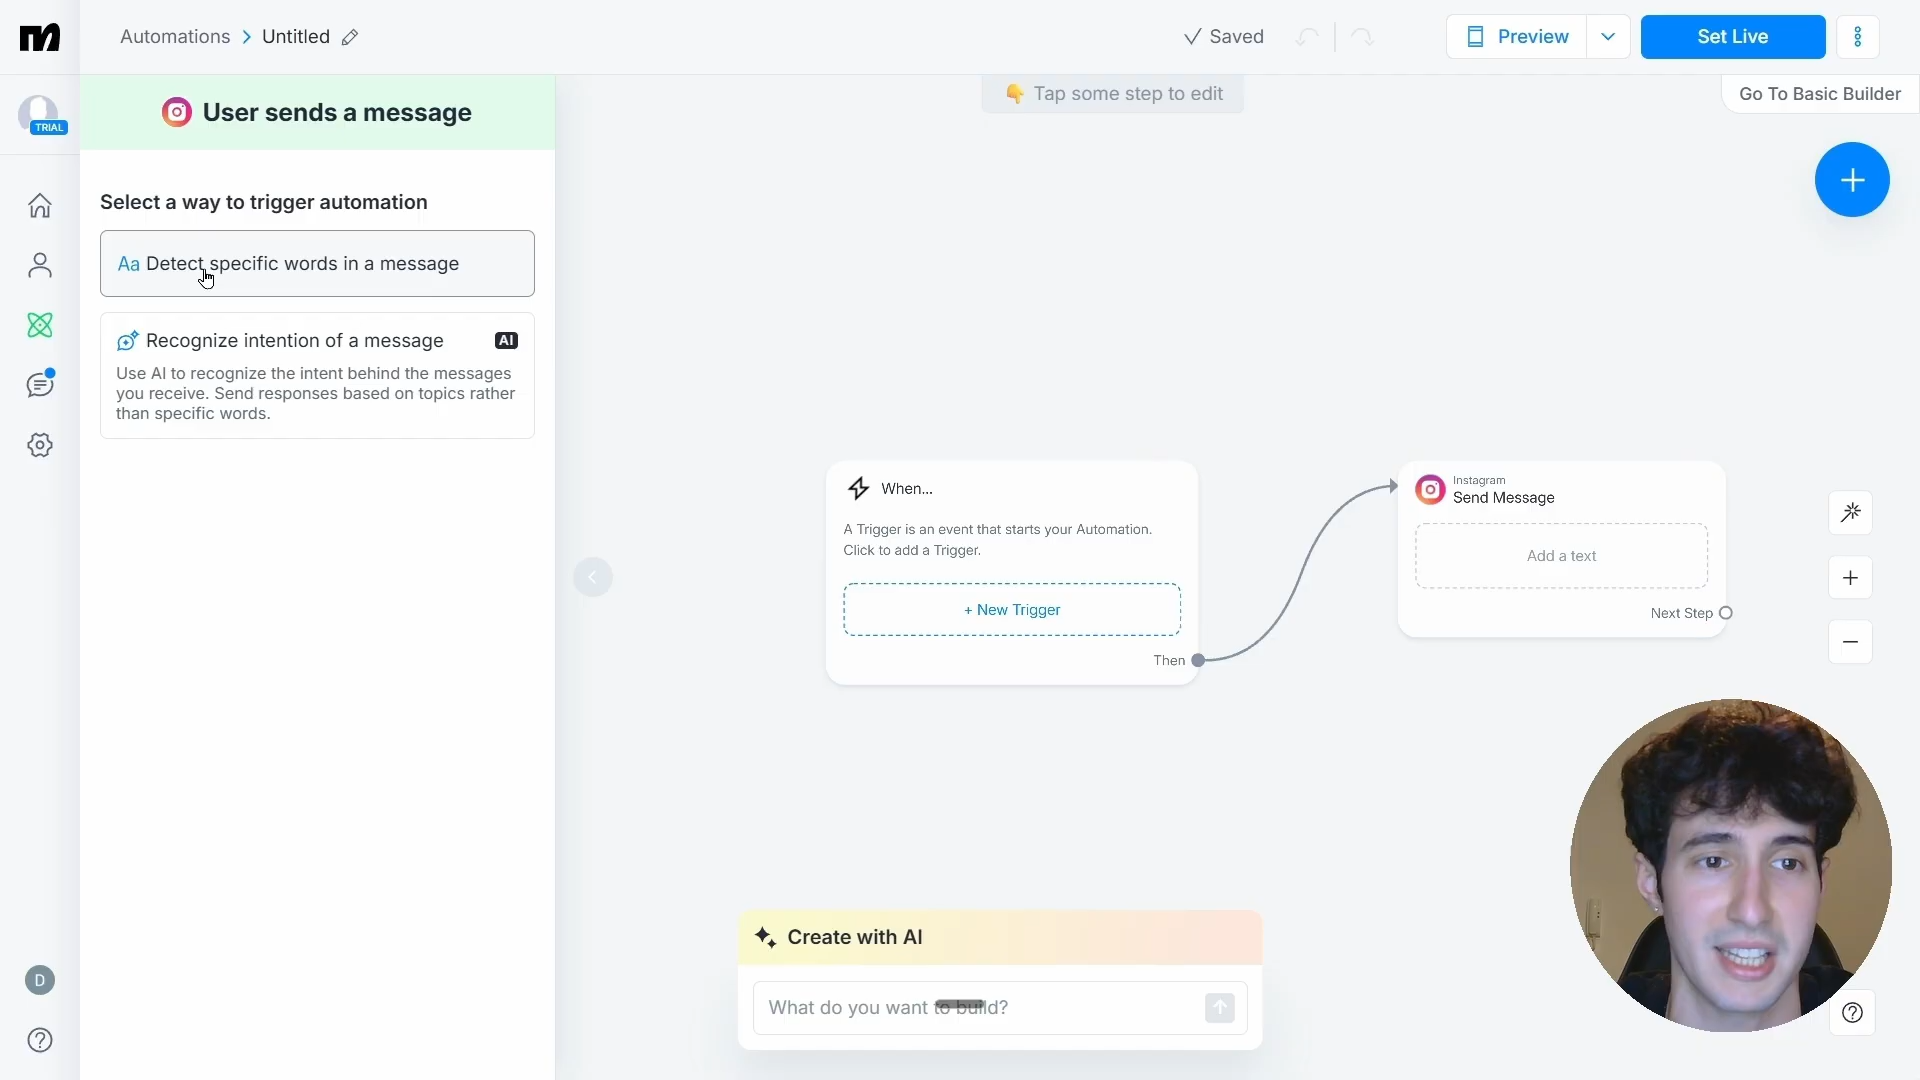 Automations > Untitled
Saved
Preview
Set Live
TRIAL
User sends a message
Tap some step to edit
Go To Basic Builder
Select a way to trigger automation
Aa Detect specific words in a message
Recognize intention of a message AI
Use AI to recognize the intent behind the messages
you receive. Send responses based on topics rather
than specific words.
When...
A Trigger is an event that starts your Automation.
Click to add a Trigger.
+ New Trigger
Then
Instagram
Send Message
Add a text
Next Step
Create with AI
What do you want to build?
D